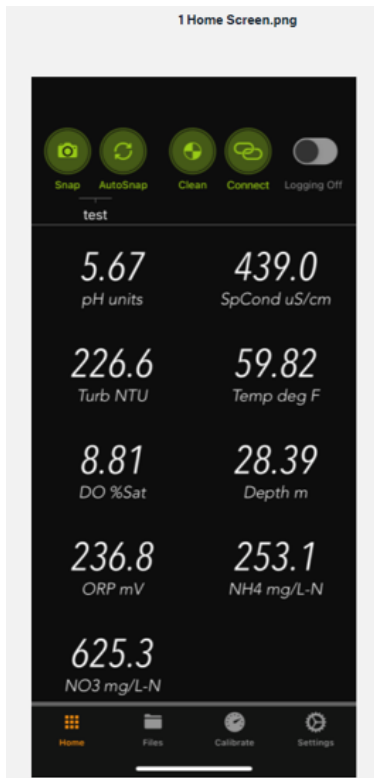 1 Home Screen.png
Snap AutoSnap Clean Connect Logging Off
test
5.67 439.0
pH units SpCond uS/cm
226.6 59.82
Turb NTU Temp deg F
8.81 28.39
DO %Sat Depth m
236.8 253.1
ORP mV NH4 mg/L-N
625.3
NO3 mg/L-N
Home Files Calibrate Settings